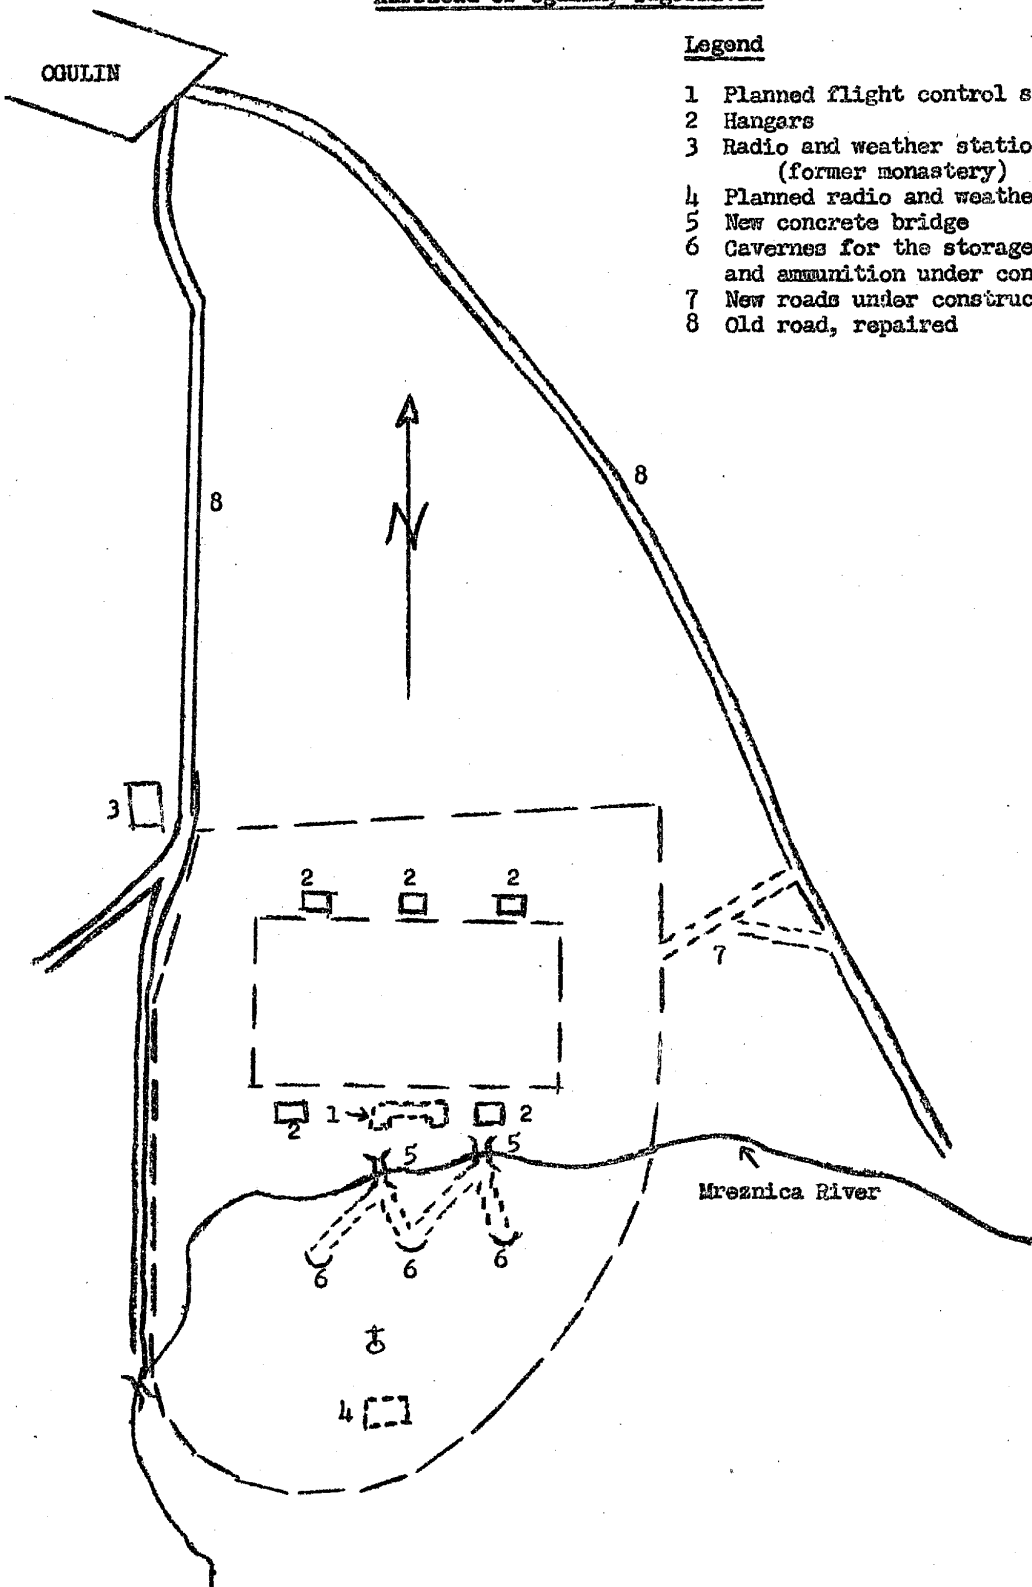 Legend
1 Planned flight control s
2 Hangars
3 Radio and weather statio
(former monastery)
4 Planned radio and weathe
5 New concrete bridge
6 Cavernes for the storage
and ammunition under con
7 New roads under construc
8 Old road, repaired
OGULIN
8
8
N
3
2 2 2
7
2
1
2
5
5
Mreznica River
6
6
6
4